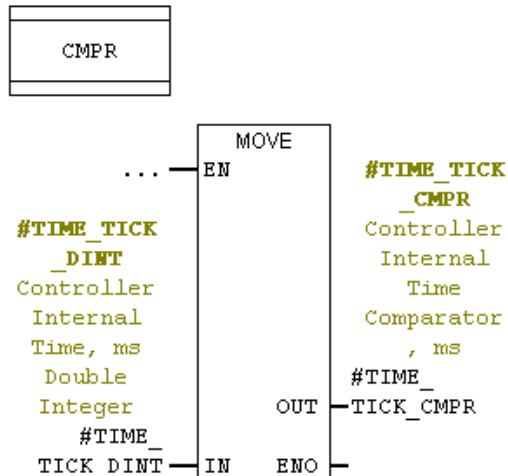 CMPR
MOVE
... EN
#TIME_TICK
_DINT
Controller
Internal
Time, ms
Double
Integer
#TIME_
TICK_DINT IN
#TIME_TICK
_CMPR
Controller
Internal
Time
Comparator
, ms
#TIME_
OUT TICK_CMPR
ENO